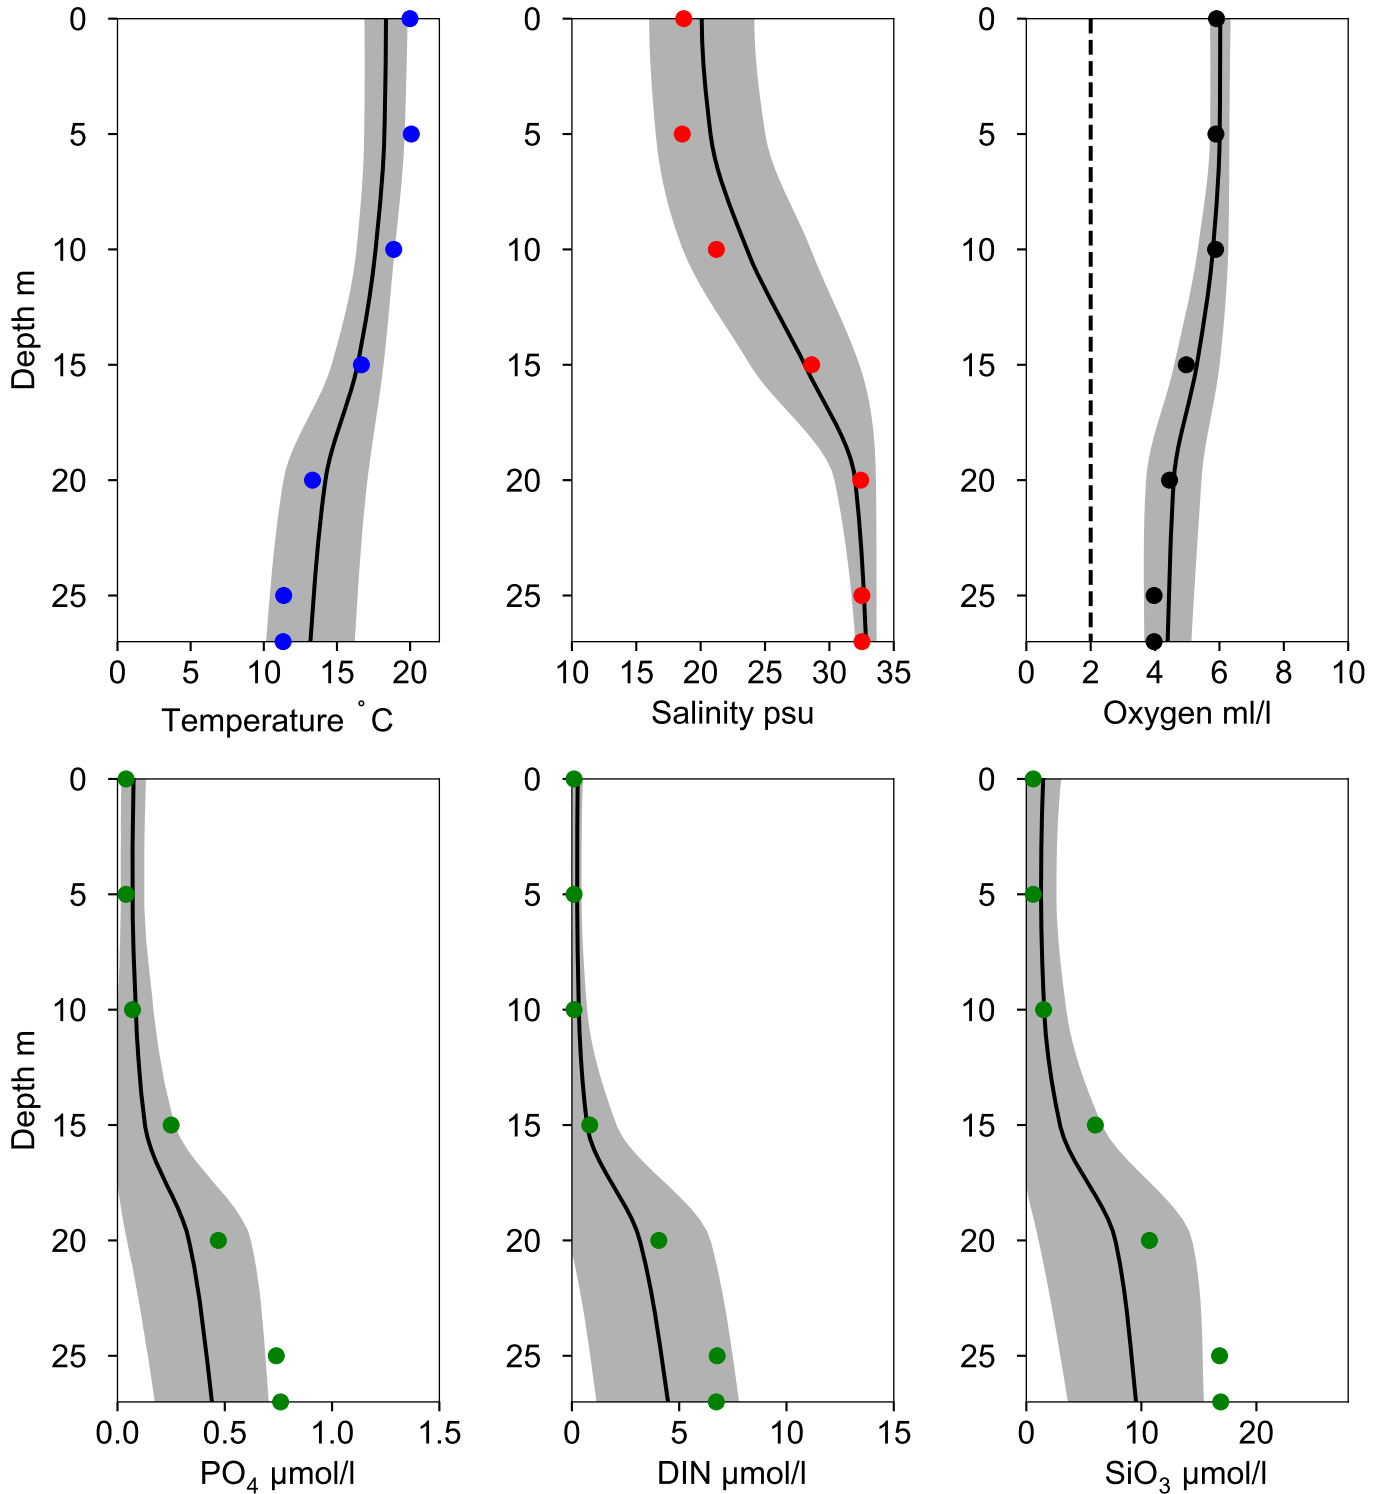 0 0 0
5 5 5
10 10 10
Depth m
15 15 15
20 20 20
25 25 25
0 5 10 15 20 10 15 20 25 30 35 0 2 4 6 8 10
Temperature °C Salinity psu Oxygen ml/l
0 0 0
5 5 5
10 10 10
Depth m
15 15 15
20 20 20
25 25 25
0.0 0.5 1.0 1.5 0 5 10 15 0 10 20
PO₄ µmol/l DIN µmol/l SiO₃ µmol/l